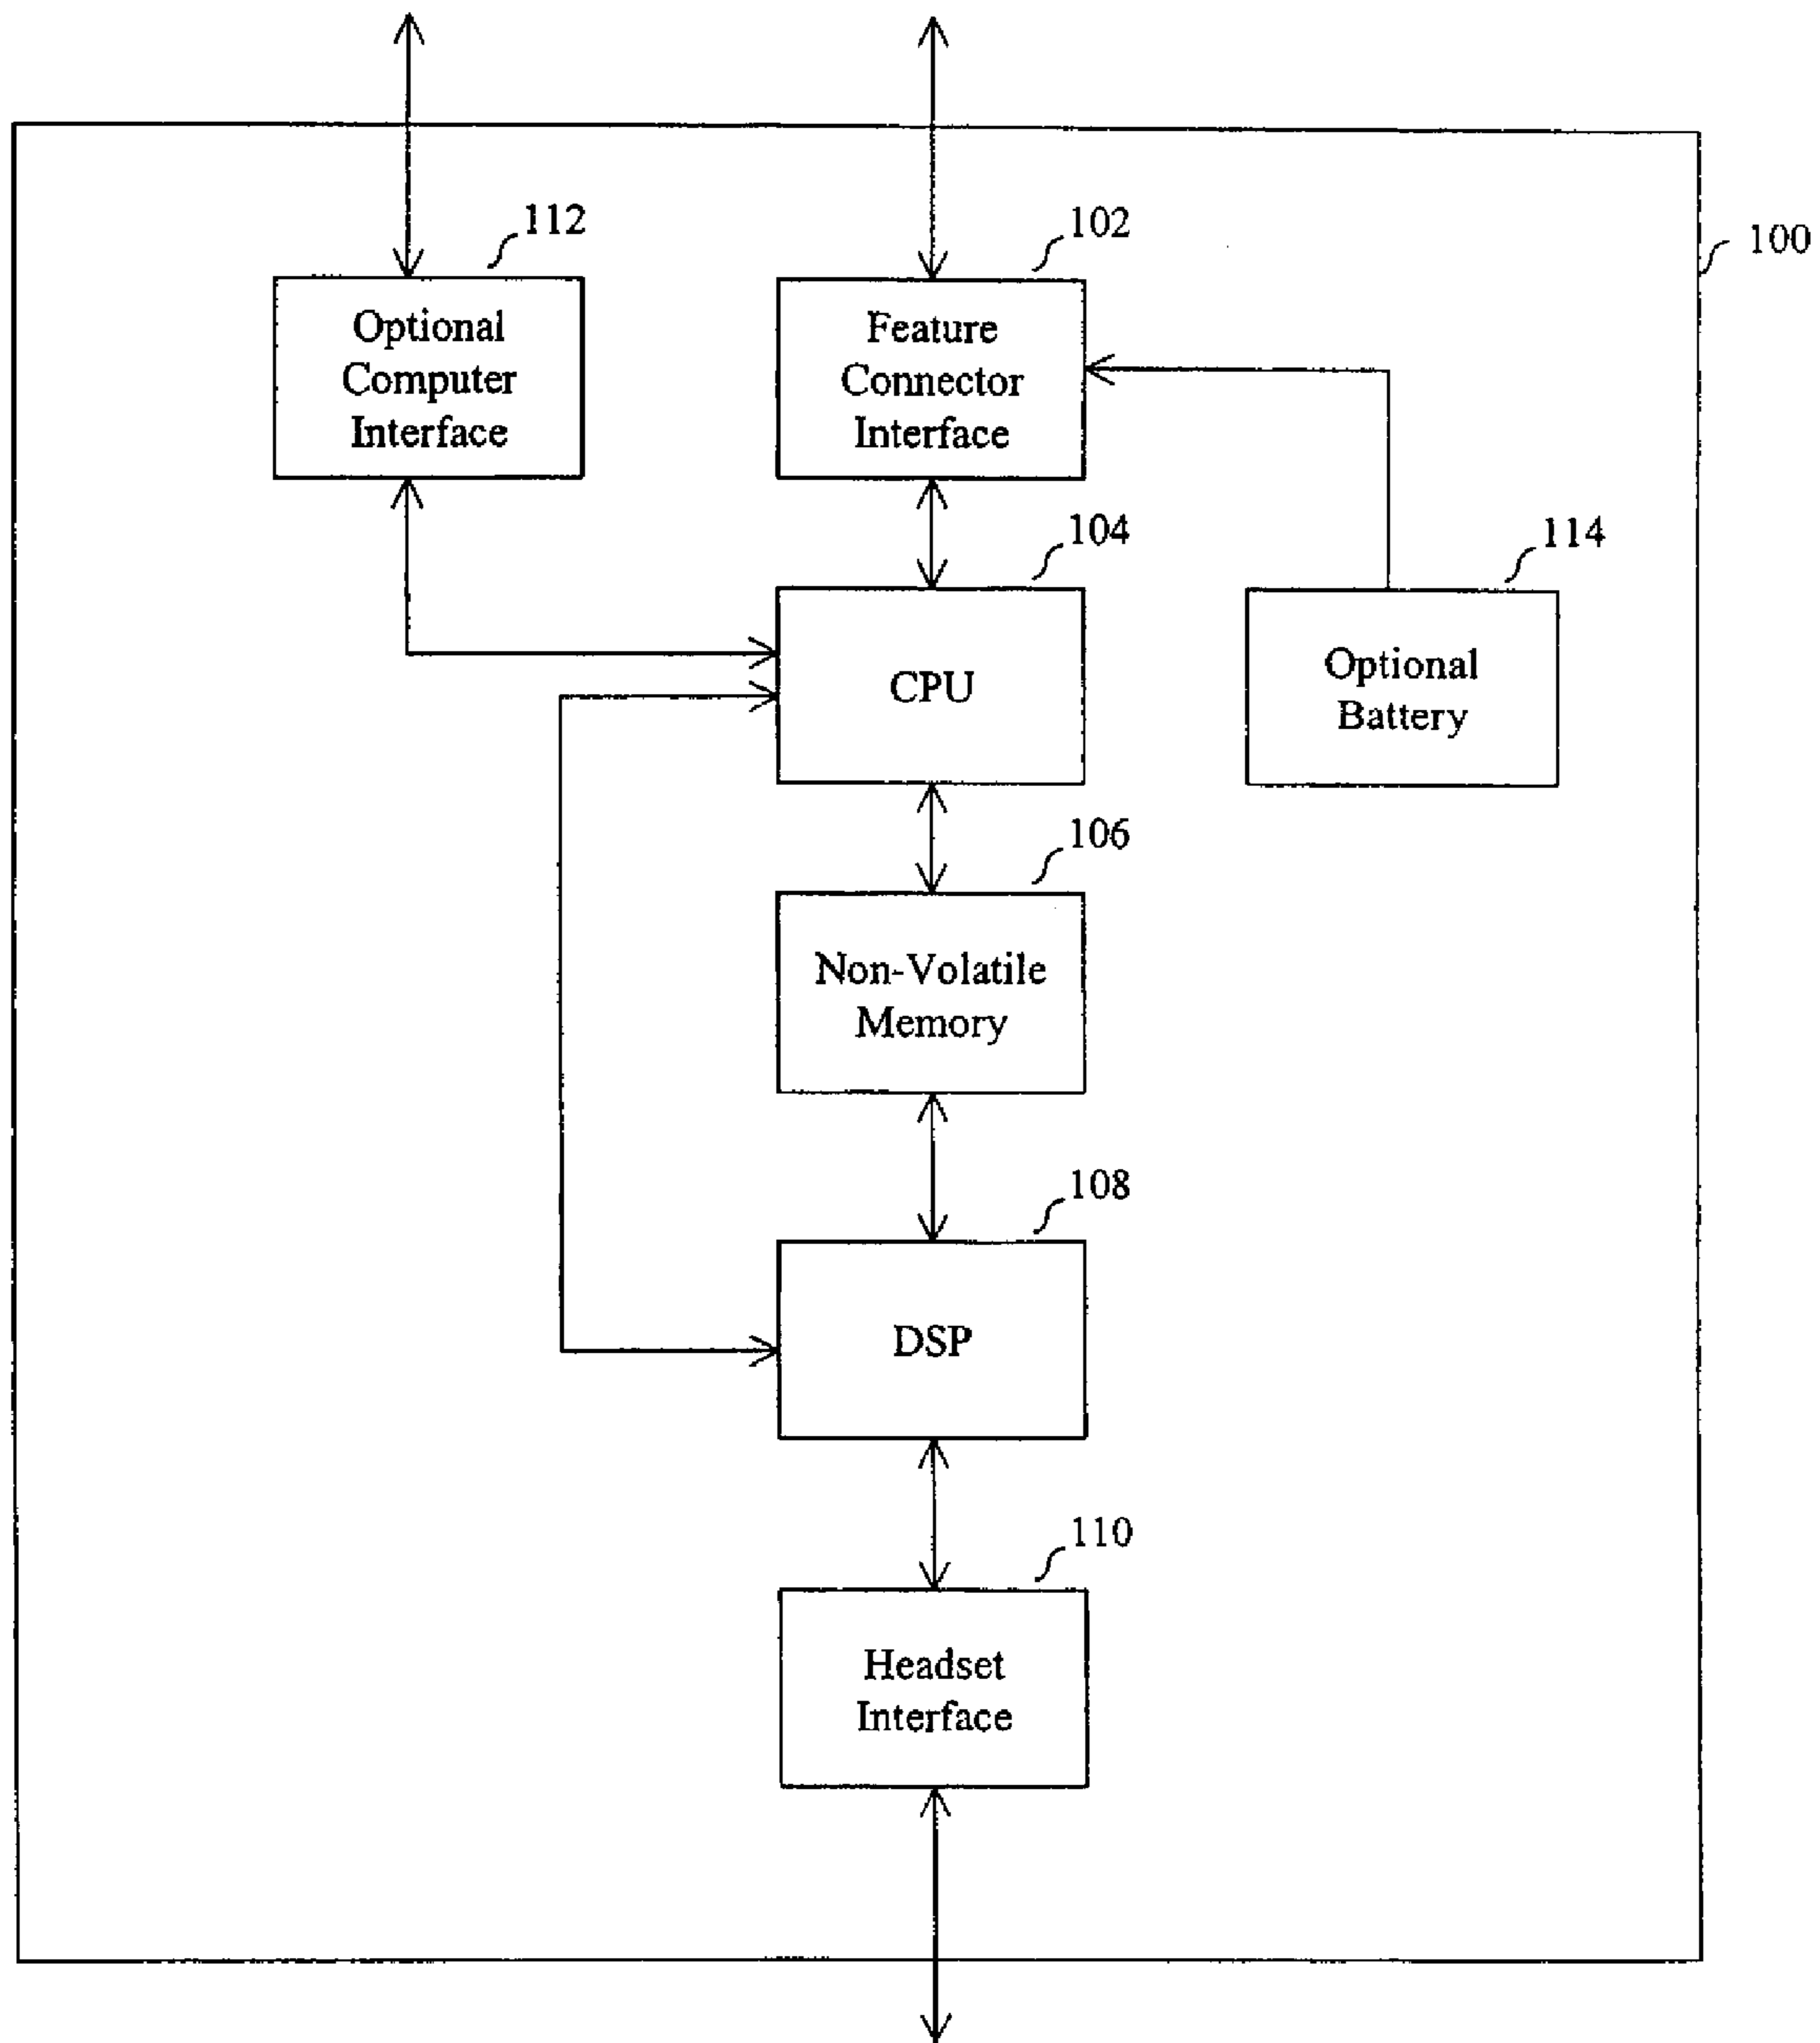 112
102
100
Optional
Computer
Interface
Feature
Connector
Interface
104
114
CPU
Optional
Battery
106
Non-Volatile
Memory
108
DSP
110
Headset
Interface